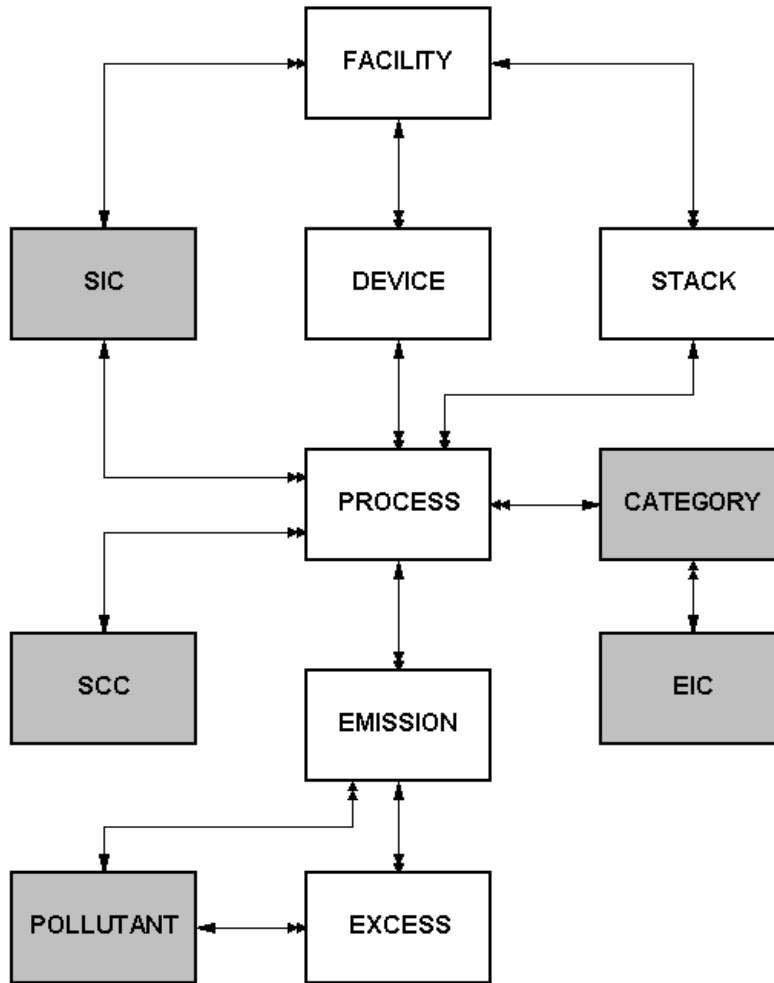 FACILITY
SIC
DEVICE
STACK
PROCESS
CATEGORY
SCC
EIC
EMISSION
POLLUTANT
EXCESS